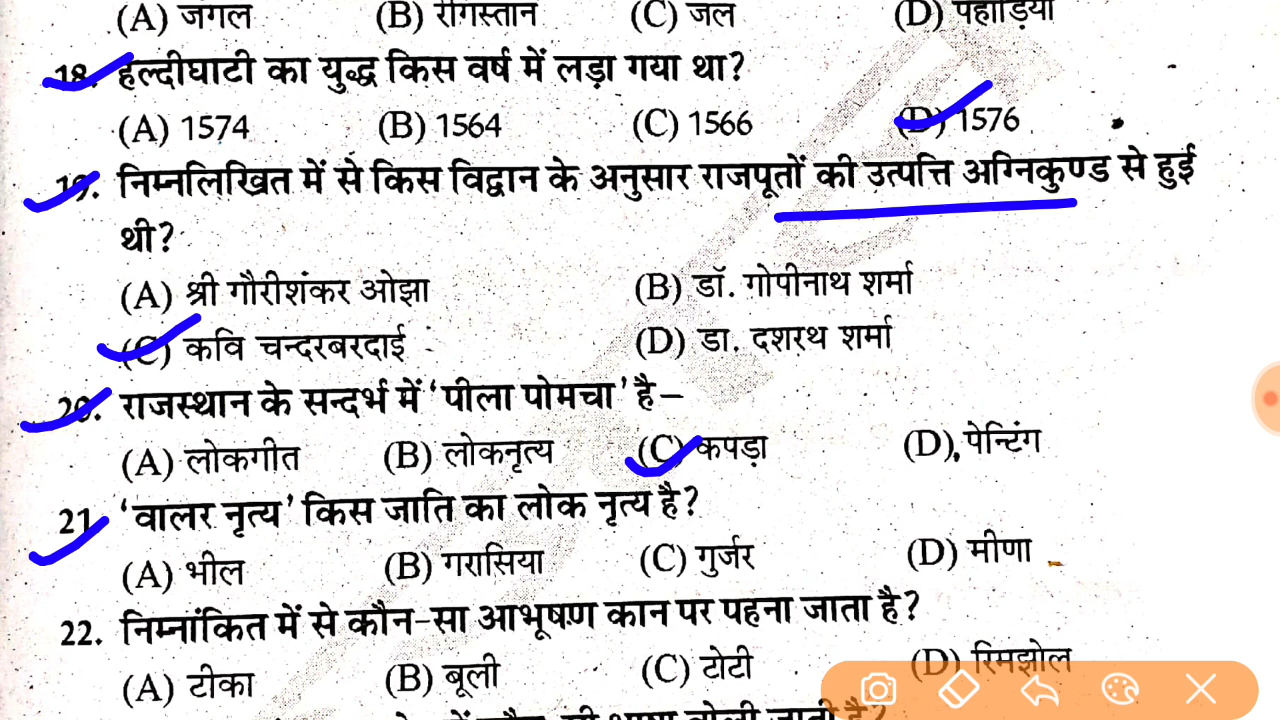 (A) जंगल (B) रेगिस्तान (C) जल (D) पहाड़ियाँ
18. हल्दीघाटी का युद्ध किस वर्ष में लड़ा गया था?
(A) 1574 (B) 1564 (C) 1566 (D) 1576
19. निम्नलिखित में से किस विद्वान के अनुसार राजपूतों की उत्पत्ति अग्निकुण्ड से हुई
थी?
(A) श्री गौरीशंकर ओझा (B) डॉ. गोपीनाथ शर्मा
(C) कवि चन्दरबरदाई (D) डा. दशरथ शर्मा
20. राजस्थान के सन्दर्भ में 'पीला पोमचा' है–
(A) लोकगीत (B) लोकनृत्य (C) कपड़ा (D) पेन्टिंग
21. 'वालर नृत्य' किस जाति का लोक नृत्य है?
(A) भील (B) गरासिया (C) गुर्जर (D) मीणा
22. निम्नांकित में से कौन-सा आभूषण कान पर पहना जाता है?
(A) टीका (B) बूली (C) टोटी (D) रिमझोल